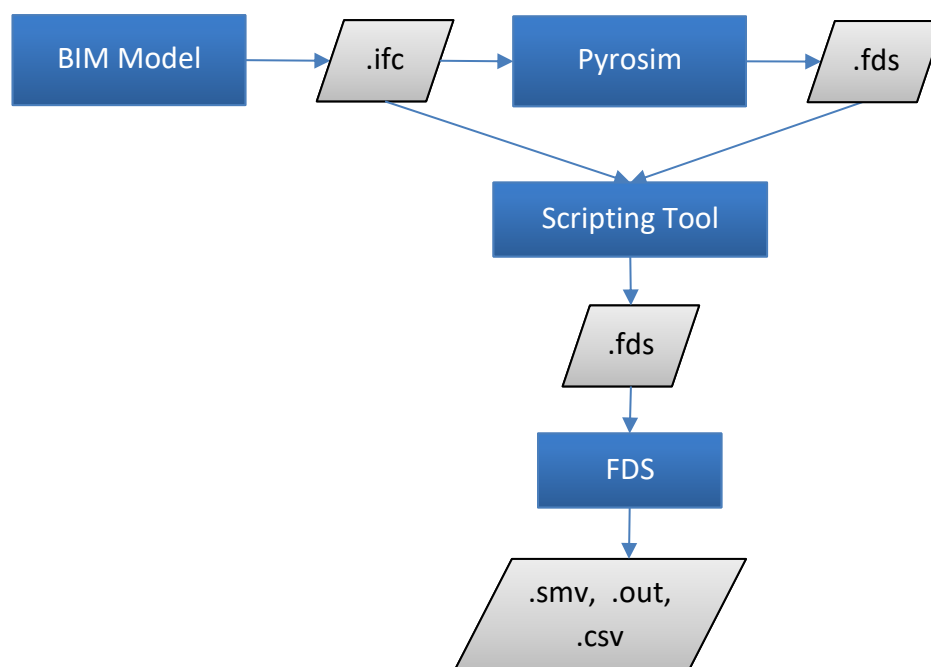 BIM Model
.ifc
Pyrosim
.fds
Scripting Tool
.fds
FDS
.smv, .out,
.csv